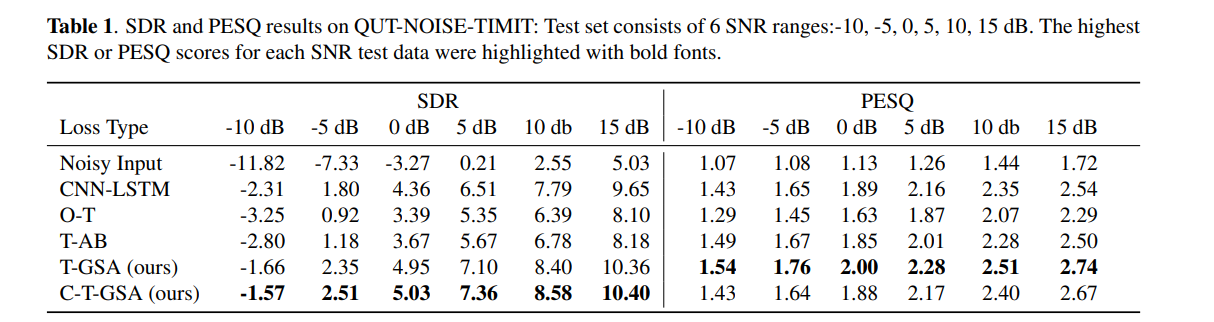 Table 1. SDR and PESQ results on QUT-NOISE-TIMIT: Test set consists of 6 SNR ranges:-10, -5, 0, 5, 10, 15 dB. The highest
SDR or PESQ scores for each SNR test data were highlighted with bold fonts.
SDR PESQ
Loss Type -10 dB -5 dB 0 dB 5 dB 10 db 15 dB -10 dB -5 dB 0 dB 5 dB 10 db 15 dB
Noisy Input -11.82 -7.33 -3.27 0.21 2.55 5.03 1.07 1.08 1.13 1.26 1.44 1.72
CNN-LSTM -2.31 1.80 4.36 6.51 7.79 9.65 1.43 1.65 1.89 2.16 2.35 2.54
O-T -3.25 0.92 3.39 5.35 6.39 8.10 1.29 1.45 1.63 1.87 2.07 2.29
T-AB -2.80 1.18 3.67 5.67 6.78 8.18 1.49 1.67 1.85 2.01 2.28 2.50
T-GSA (ours) -1.66 2.35 4.95 7.10 8.40 10.36 1.54 1.76 2.00 2.28 2.51 2.74
C-T-GSA (ours) -1.57 2.51 5.03 7.36 8.58 10.40 1.43 1.64 1.88 2.17 2.40 2.67